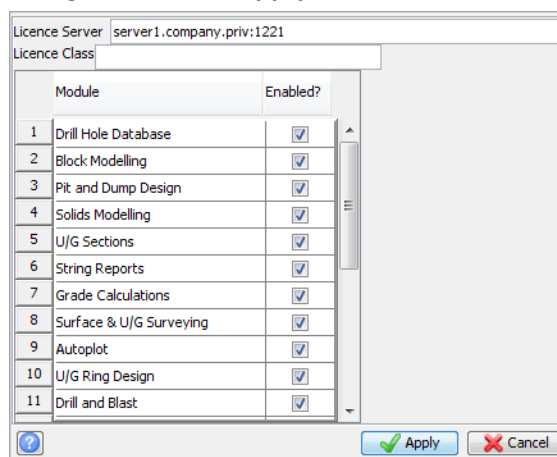 Licence Server server1.company.priv:1221
Licence Class
Module Enabled?
1 Drill Hole Database
2 Block Modelling
3 Pit and Dump Design
4 Solids Modelling
5 U/G Sections
6 String Reports
7 Grade Calculations
8 Surface & U/G Surveying
9 Autoplot
10 U/G Ring Design
11 Drill and Blast
? Apply Cancel